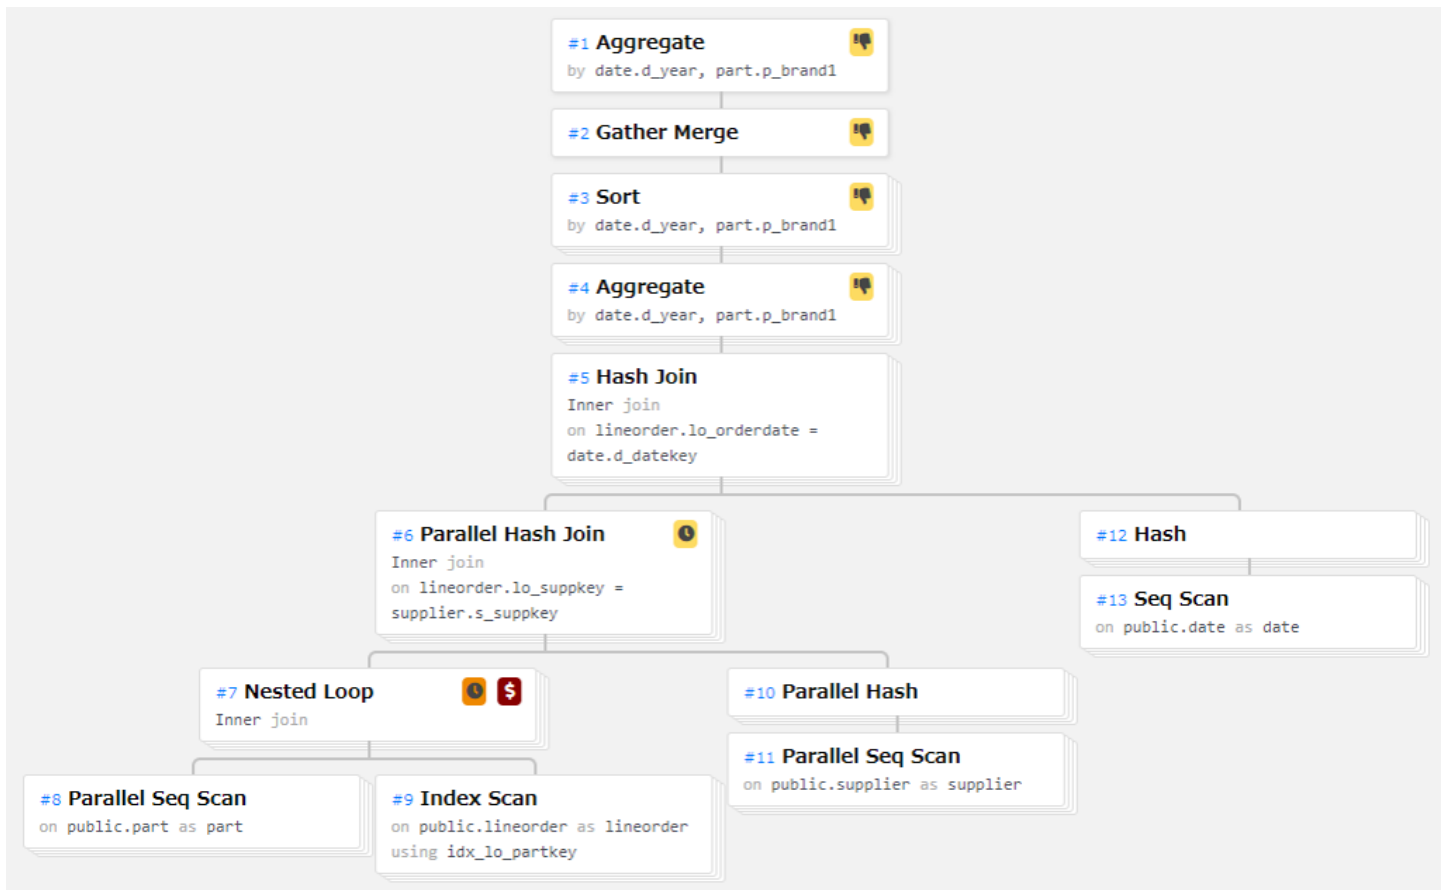 #1 Aggregate
by date.d_year, part.p_brand1
#2 Gather Merge
#3 Sort
by date.d_year, part.p_brand1
#4 Aggregate
by date.d_year, part.p_brand1
#5 Hash Join
Inner join
on lineorder.lo_orderdate =
date.d_datekey
#6 Parallel Hash Join
Inner join
on lineorder.lo_suppkey =
supplier.s_suppkey
#12 Hash
#13 Seq Scan
on public.date as date
#7 Nested Loop
$
Inner join
#10 Parallel Hash
#11 Parallel Seq Scan
on public.supplier as supplier
#8 Parallel Seq Scan
on public.part as part
#9 Index Scan
on public.lineorder as lineorder
using idx_lo_partkey